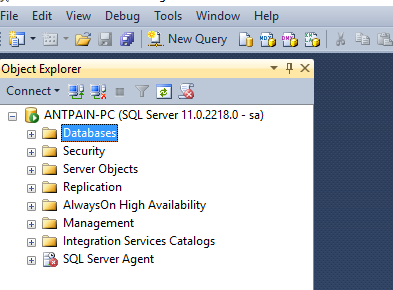 File Edit View Debug Tools Window Help
New Query
Object Explorer
Connect
ANTPAIN-PC (SQL Server 11.0.2218.0 - sa)
Databases
Security
Server Objects
Replication
AlwaysOn High Availability
Management
Integration Services Catalogs
SQL Server Agent